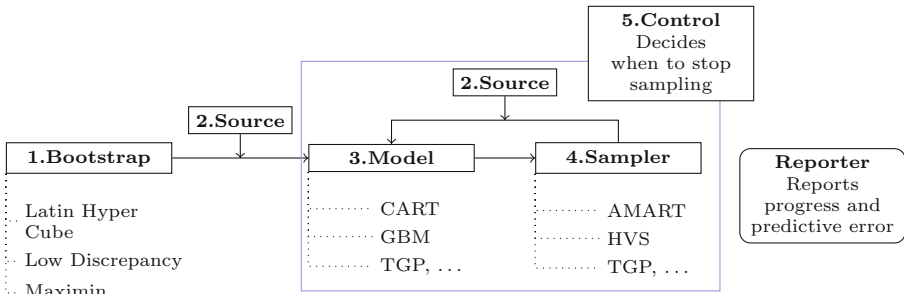 5.Control
Decides
when to stop
sampling
2.Source
2.Source
1.Bootstrap
3.Model
4.Sampler
Reporter
Reports
progress and
predictive error
Latin Hyper
Cube
Low Discrepancy
Maximin
CART
GBM
TGP, ...
AMART
HVS
TGP, ...